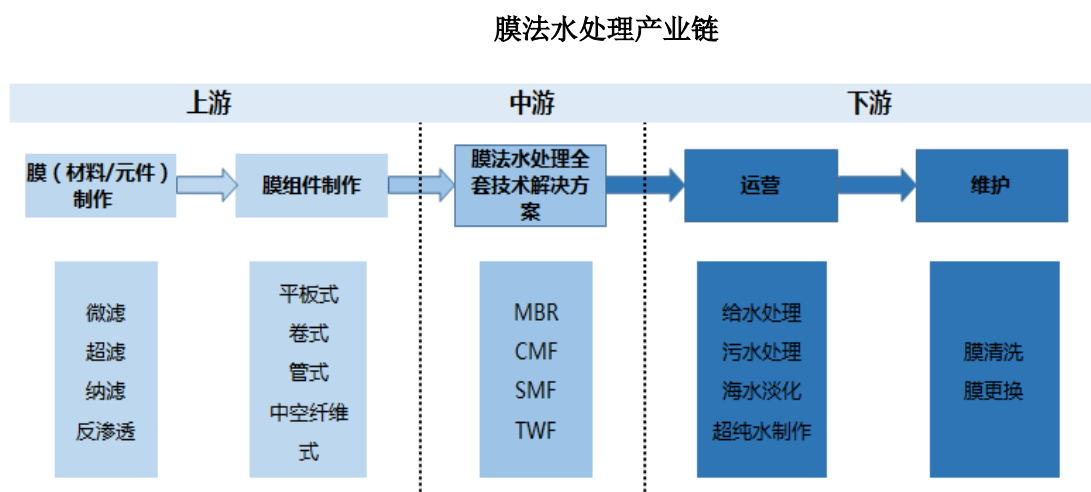 膜法水处理产业链
上游
中游
下游
膜（材料/元件）
制作
膜组件制作
膜法水处理全
套技术解决方
案
运营
维护
微滤
超滤
纳滤
反渗透
平板式
卷式
管式
中空纤维
式
MBR
CMF
SMF
TWF
给水处理
污水处理
海水淡化
超纯水制作
膜清洗
膜更换